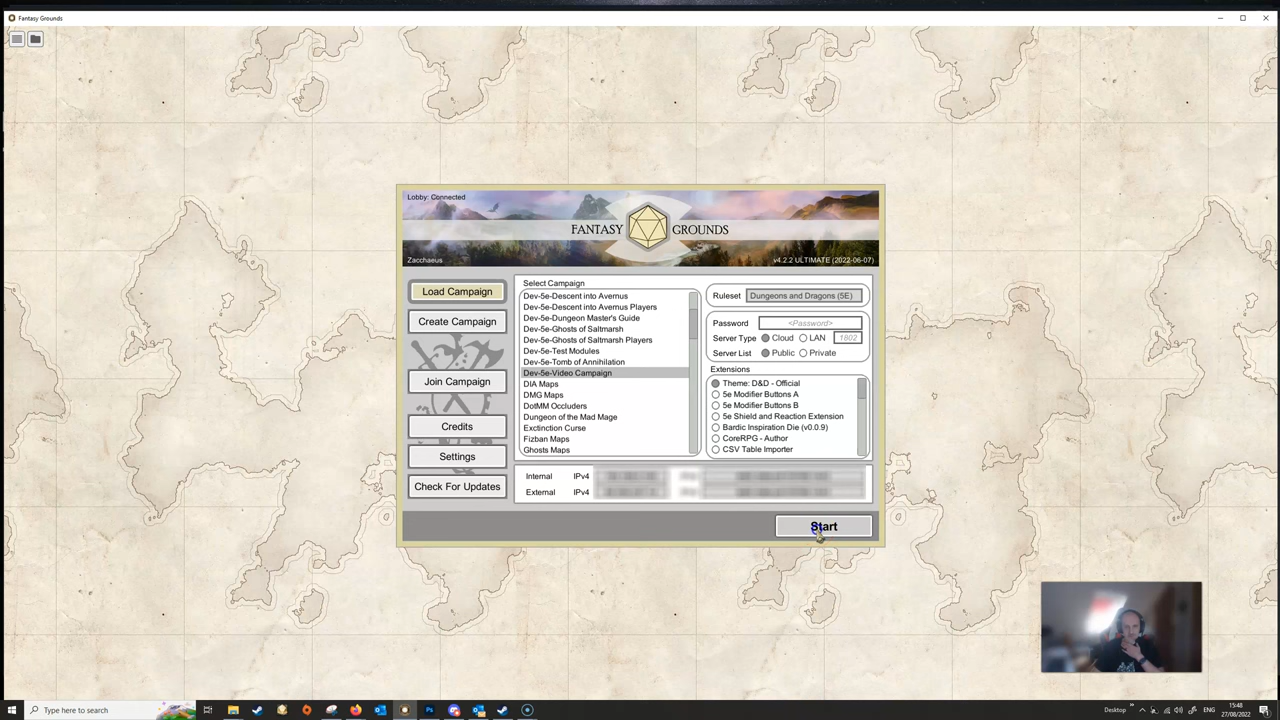 Fantasy Grounds
Lobby: Connected
FANTASY GROUNDS
Zacchaeus
v4.2.2 ULTIMATE (2022-06-07)
Load Campaign
Create Campaign
Join Campaign
Credits
Settings
Check For Updates
Select Campaign
Dev-5e-Descent into Avernus
Dev-5e-Descent into Avernus Players
Dev-5e-Dungeon Master's Guide
Dev-5e-Ghosts of Saltmarsh
Dev-5e-Ghosts of Saltmarsh Players
Dev-5e-Test Modules
Dev-5e-Tomb of Annihilation
Dev-5e-Video Campaign
DIA Maps
DMG Maps
DotMM Occluders
Dungeon of the Mad Mage
Exctinction Curse
Fizban Maps
Ghosts Maps
Ruleset Dungeons and Dragons (5E)
Password <Password>
Server Type Cloud LAN 1802
Server List Public Private
Extensions
Theme: D&D - Official
5e Modifier Buttons A
5e Modifier Buttons B
5e Shield and Reaction Extension
Bardic Inspiration Die (v0.0.9)
CoreRPG - Author
CSV Table Importer
Internal IPv4
External IPv4
Start
Type here to search
Desktop
ENG
15:48
27/08/2022